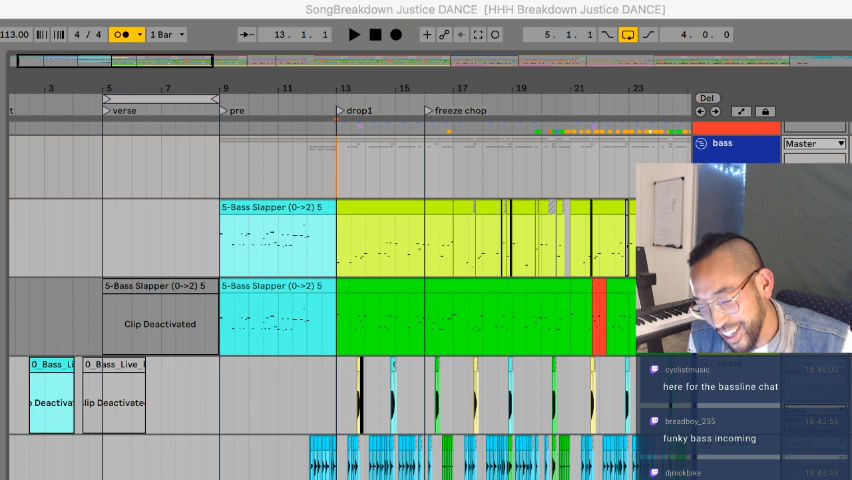 SongBreakdown Justice DANCE [HHH Breakdown Justice DANCE]
113.00 4 / 4 1 Bar 13. 1. 1 5. 1. 1 4. 0. 0
3 5 7 9 11 13 15 17 19 21 23
Del
t verse pre drop1 freeze chop
bass Master
5-Bass Slapper (0->2) 5
5-Bass Slapper (0->2) 5 5-Bass Slapper (0->2) 5
Clip Deactivated
0_Bass_Li 0_Bass_Live_
Deactiva lip Deactivate
cyclistmusic 18:46:09
here for the bassline chat
breadboy_255 18:45:58
funky bass incoming
djnickbike 18:45:45